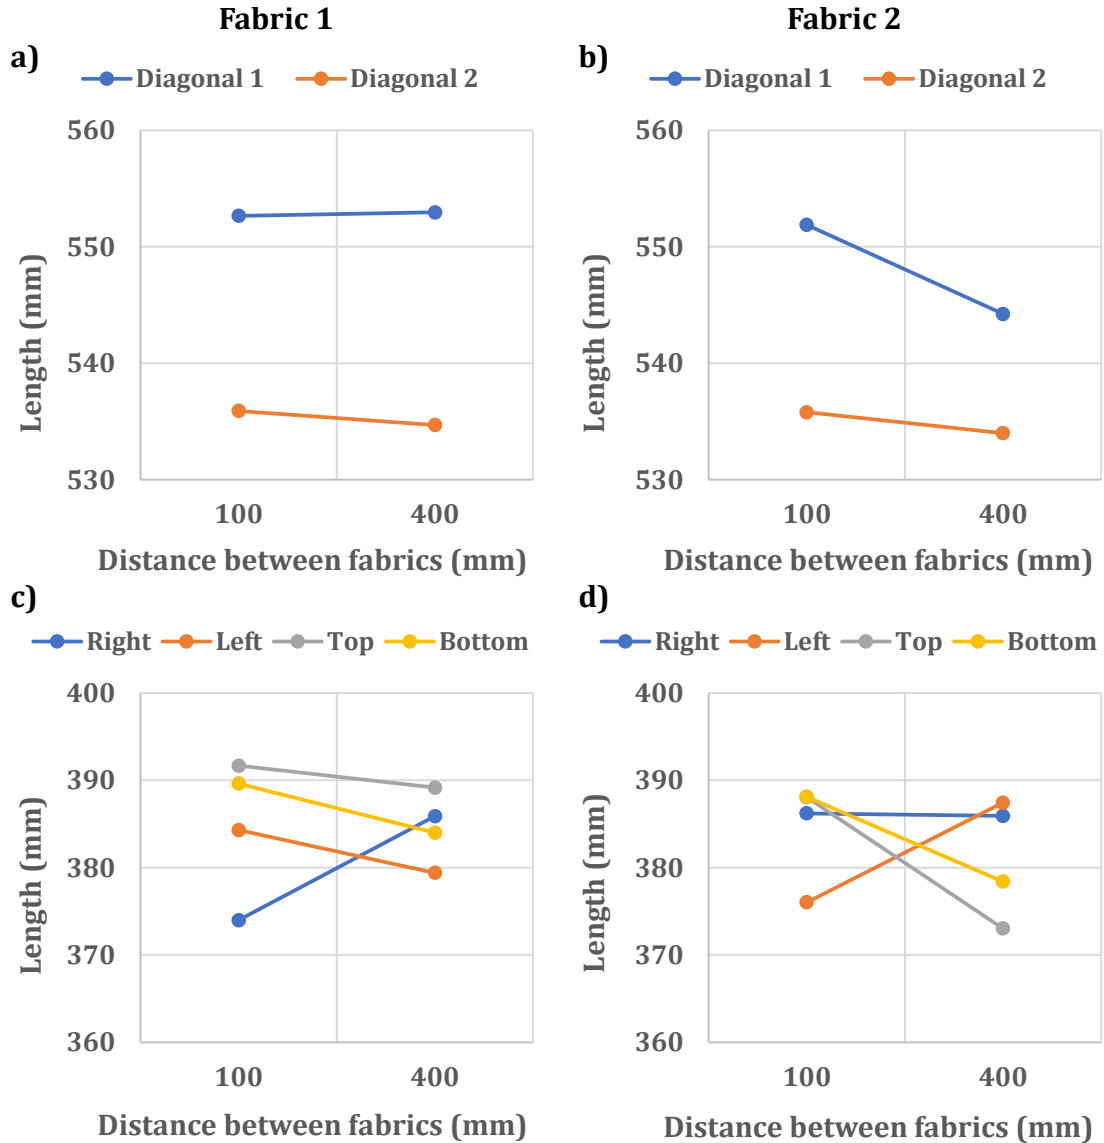 Fabric 1
Fabric 2
a)
Diagonal 1 Diagonal 2
560
550
540
530
Length (mm)
100 400
Distance between fabrics (mm)
b)
Diagonal 1 Diagonal 2
560
550
540
530
Length (mm)
100 400
Distance between fabrics (mm)
c)
Right Left Top Bottom
400
390
380
370
360
Length (mm)
100 400
Distance between fabrics (mm)
d)
Right Left Top Bottom
400
390
380
370
360
Length (mm)
100 400
Distance between fabrics (mm)